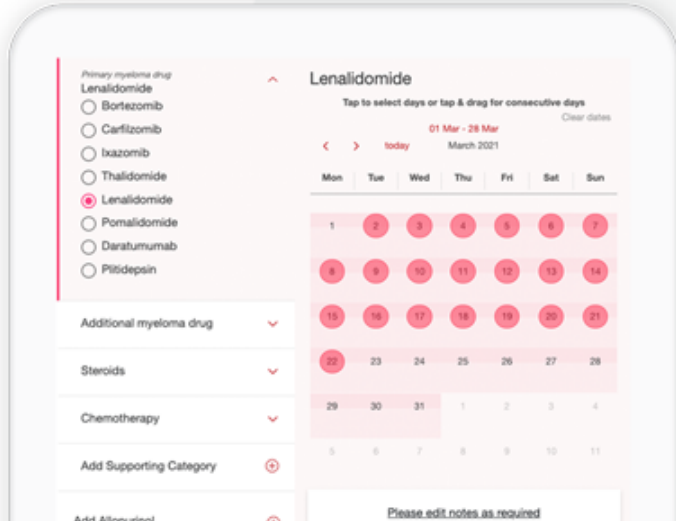 Primary myeloma drug
Lenalidomide
Bortezomib
Carfilzomib
Ixazomib
Thalidomide
Lenalidomide
Pomalidomide
Daratumumab
Plitidepsin
Additional myeloma drug
Steroids
Chemotherapy
Add Supporting Category
Add Allopurinol
Lenalidomide
Tap to select days or tap & drag for consecutive days
Clear dates
01 Mar - 28 Mar
today March 2021
Mon Tue Wed Thu Fri Sat Sun
1 2 3 4 5 6 7
8 9 10 11 12 13 14
15 16 17 18 19 20 21
22 23 24 25 26 27 28
29 30 31 1 2 3 4
5 6 7 8 9 10 11
Please edit notes as required